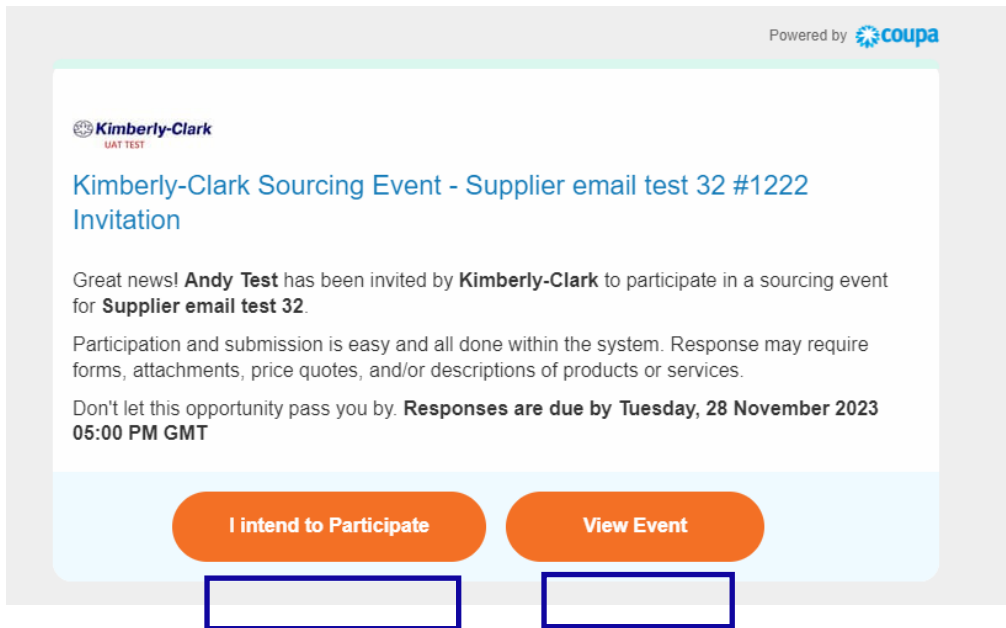 Powered by coupa
Kimberly-Clark
UAT TEST
Kimberly-Clark Sourcing Event - Supplier email test 32 #1222
Invitation
Great news! Andy Test has been invited by Kimberly-Clark to participate in a sourcing event
for Supplier email test 32.
Participation and submission is easy and all done within the system. Response may require
forms, attachments, price quotes, and/or descriptions of products or services.
Don't let this opportunity pass you by. Responses are due by Tuesday, 28 November 2023
05:00 PM GMT
I intend to Participate
View Event